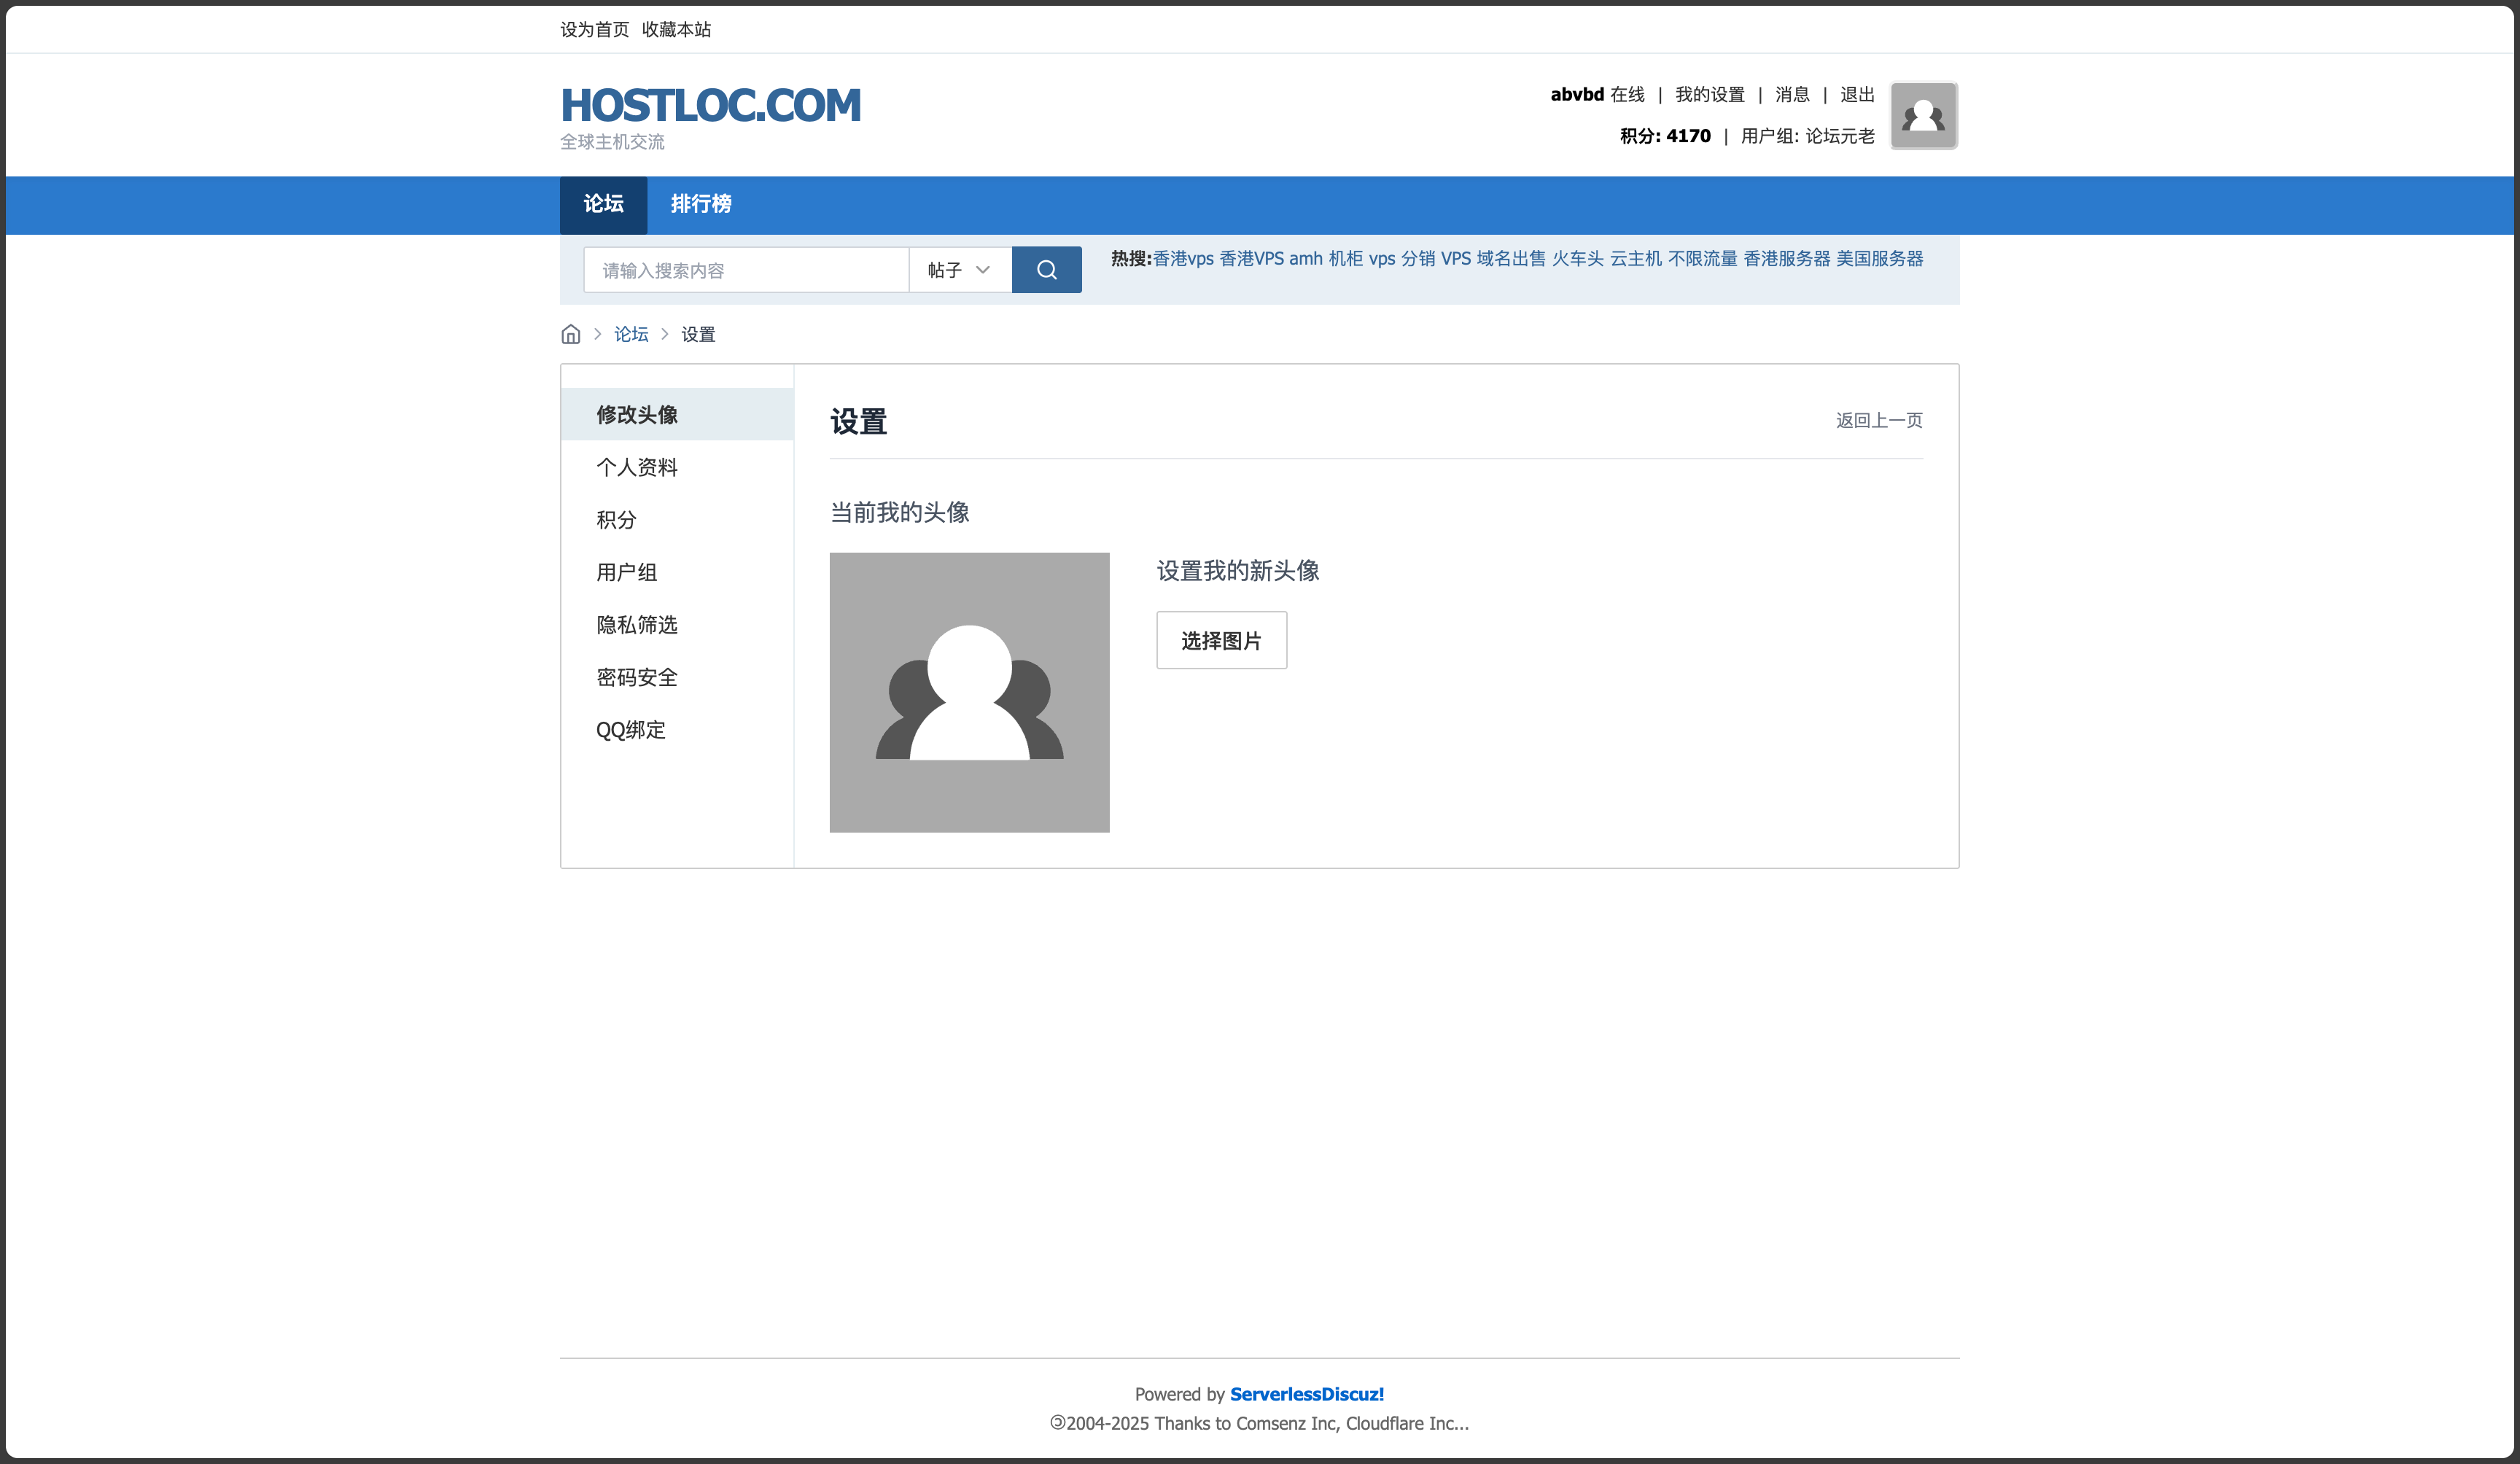 设为首页 收藏本站
HOSTLOC.COM
全球主机交流
abvbd 在线 | 我的设置 | 消息 | 退出
积分: 4170 | 用户组: 论坛元老
论坛 排行榜
请输入搜索内容 帖子 热搜:香港vps 香港VPS amh 机柜 vps 分销 VPS 域名出售 火车头 云主机 不限流量 香港服务器 美国服务器
论坛 设置
修改头像
个人资料
积分
用户组
隐私筛选
密码安全
QQ绑定
设置 返回上一页
当前我的头像
设置我的新头像
选择图片
Powered by ServerlessDiscuz!
🄯2004-2025 Thanks to Comsenz Inc, Cloudflare Inc...